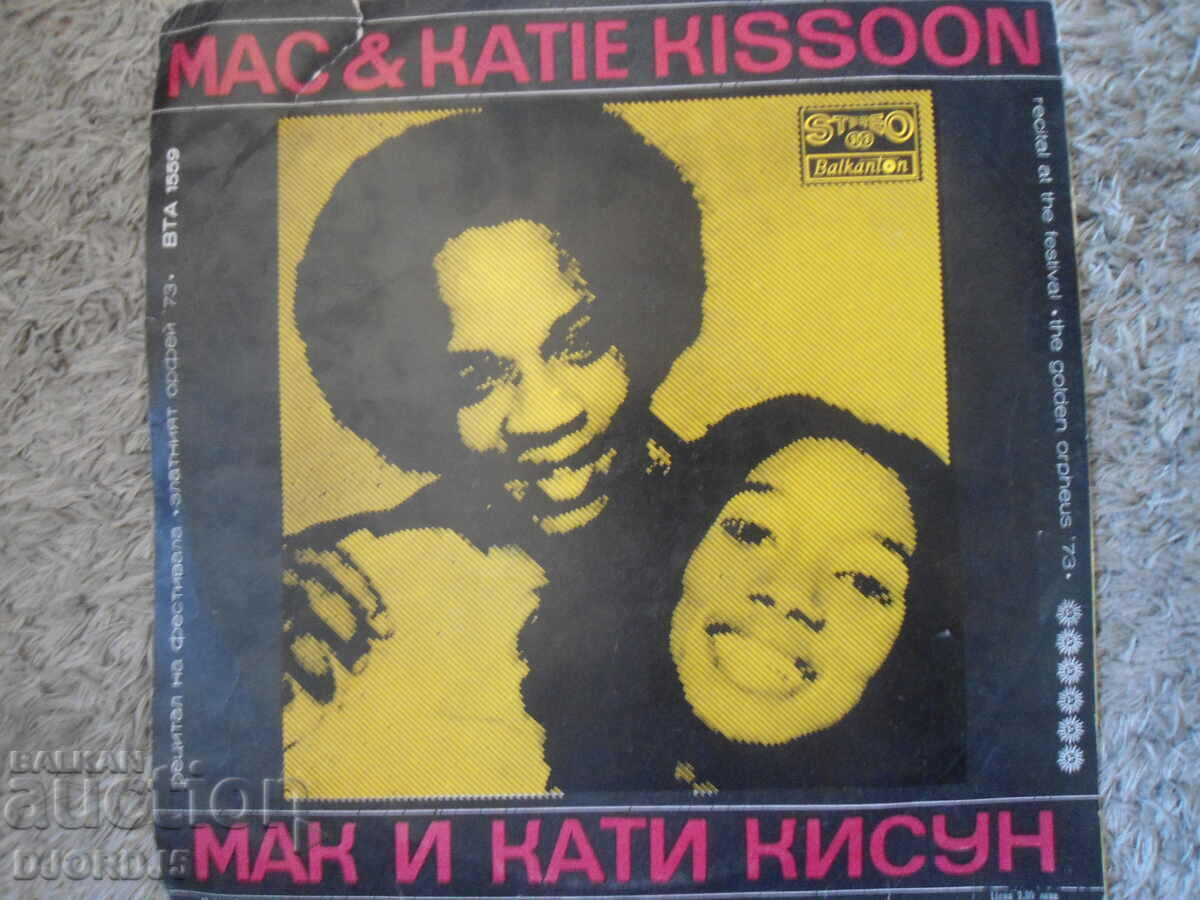 MAC & KATIE KISSOON
STEREO
Balkanton
recital at the festival • the golden orpheus '73 •
рецитал на фестивала • златният орфей '73 • ВТА 1559
МАК И КАТИ КИСУН
BALKAN
auction
DJORDJ5